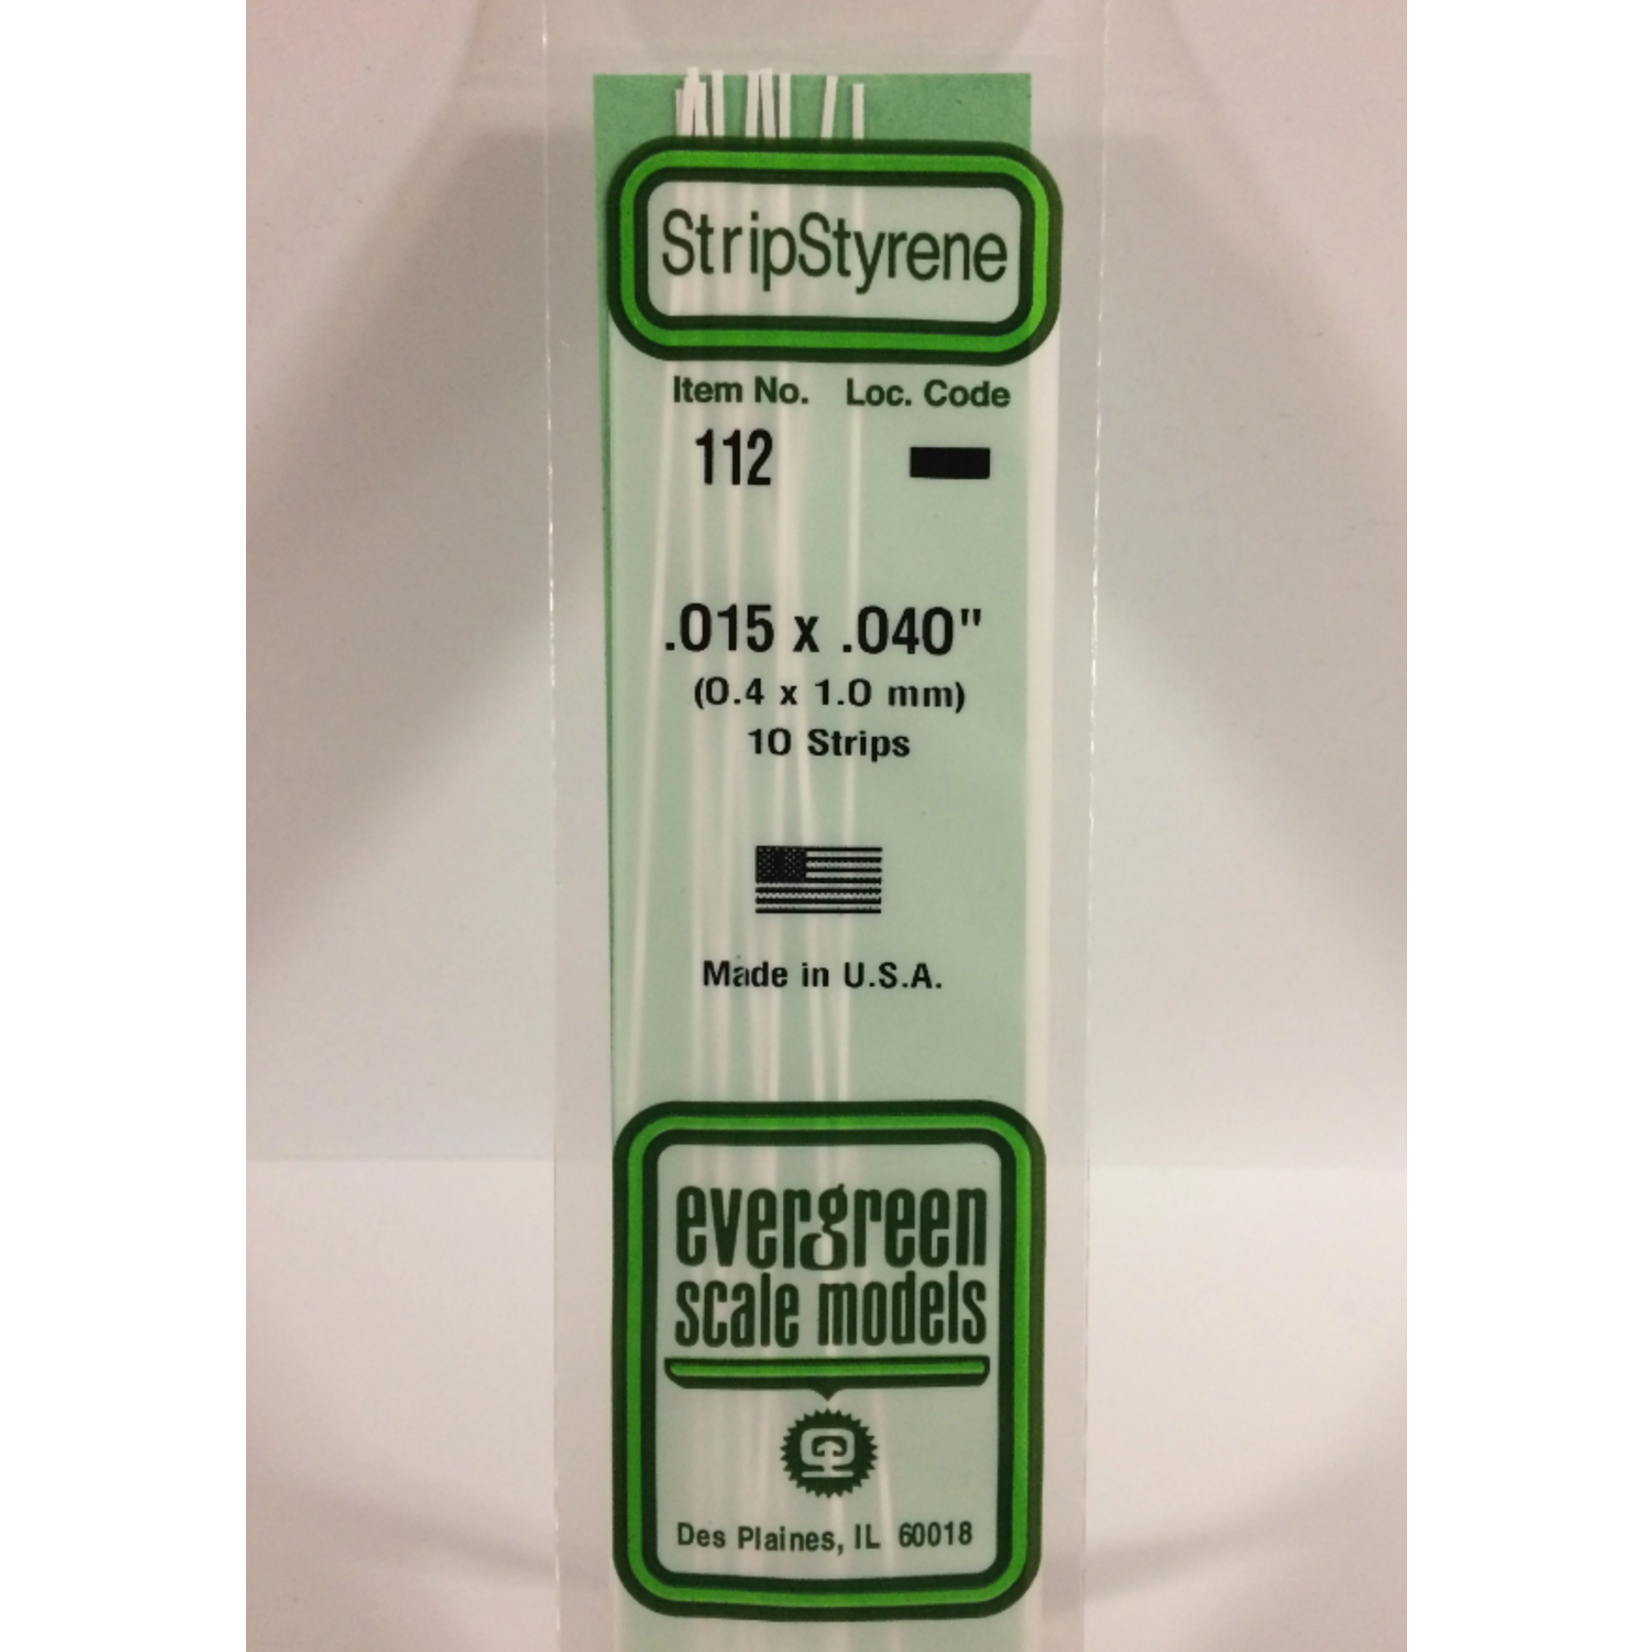 StripStyrene
Item No. Loc. Code
112
.015 x .040"
(0.4 x 1.0 mm)
10 Strips
Made in U.S.A.
evergreen
scale models
Des Plaines, IL 60018